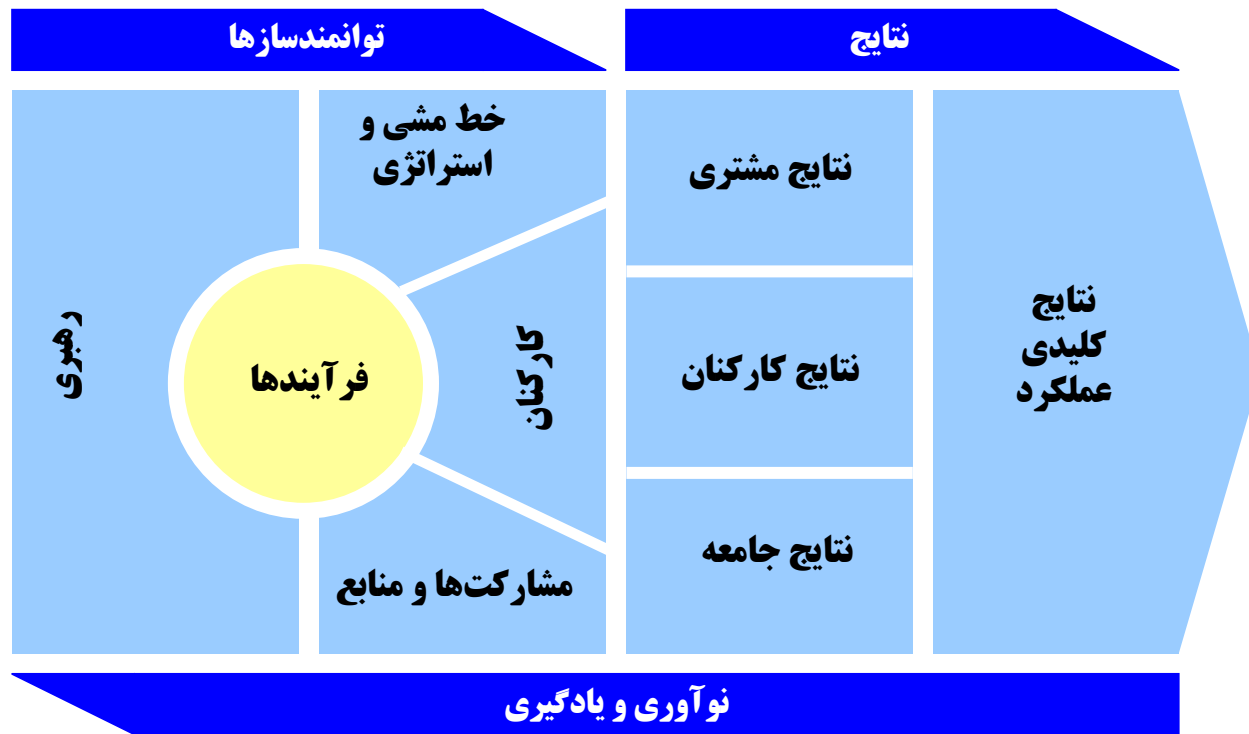 توانمندسازها
نتایج
خط مشی و
استراتژی
رهبری
فرآیندها
کارکنان
مشارکت‌ها و منابع
نتایج مشتری
نتایج کارکنان
نتایج جامعه
نتایج
کلیدی
عملکرد
نوآوری و یادگیری